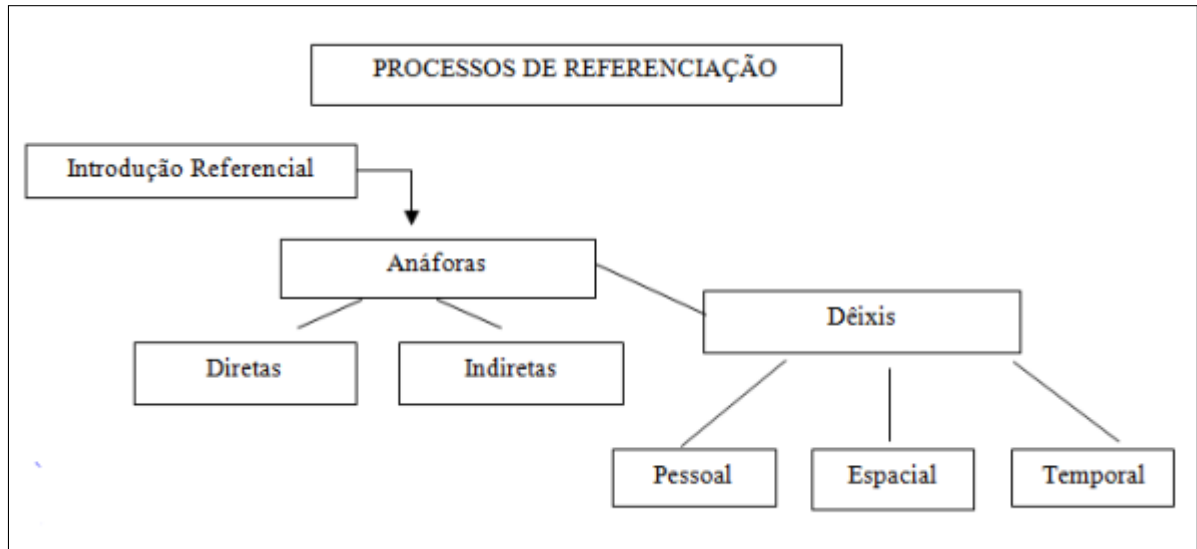 PROCESSOS DE REFERENCIAÇÃO
Introdução Referencial
Anáforas
Dêixis
Diretas
Indiretas
Pessoal
Espacial
Temporal